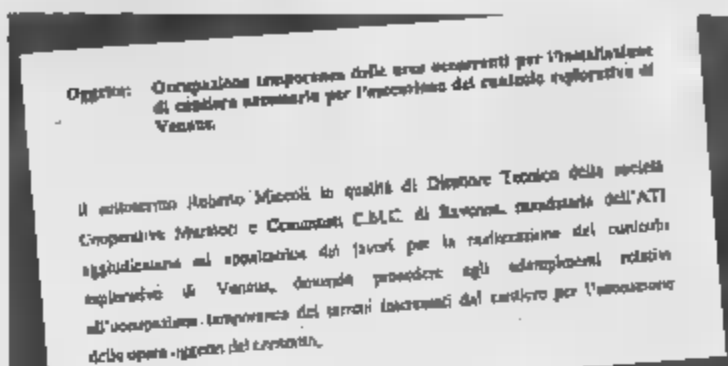 Oggetto: Occupazione temporanea delle aree occorrenti per l'installazione
di cantiere necessario per l'esecuzione del cunicolo esplorativo di
Venaus.
Il sottoscritto Roberto Miccoli in qualità di Direttore Tecnico della società
Cooperativa Muratori e Cementisti C.M.C. di Ravenna, mandataria dell'ATI
aggiudicataria ed appaltatrice dei lavori per la realizzazione del cunicolo
esplorativo di Venaus, dovendo procedere agli adempimenti relativi
all'occupazione temporanea dei terreni interessati dal cantiere per l'esecuzione
delle opere oggetto del contratto,